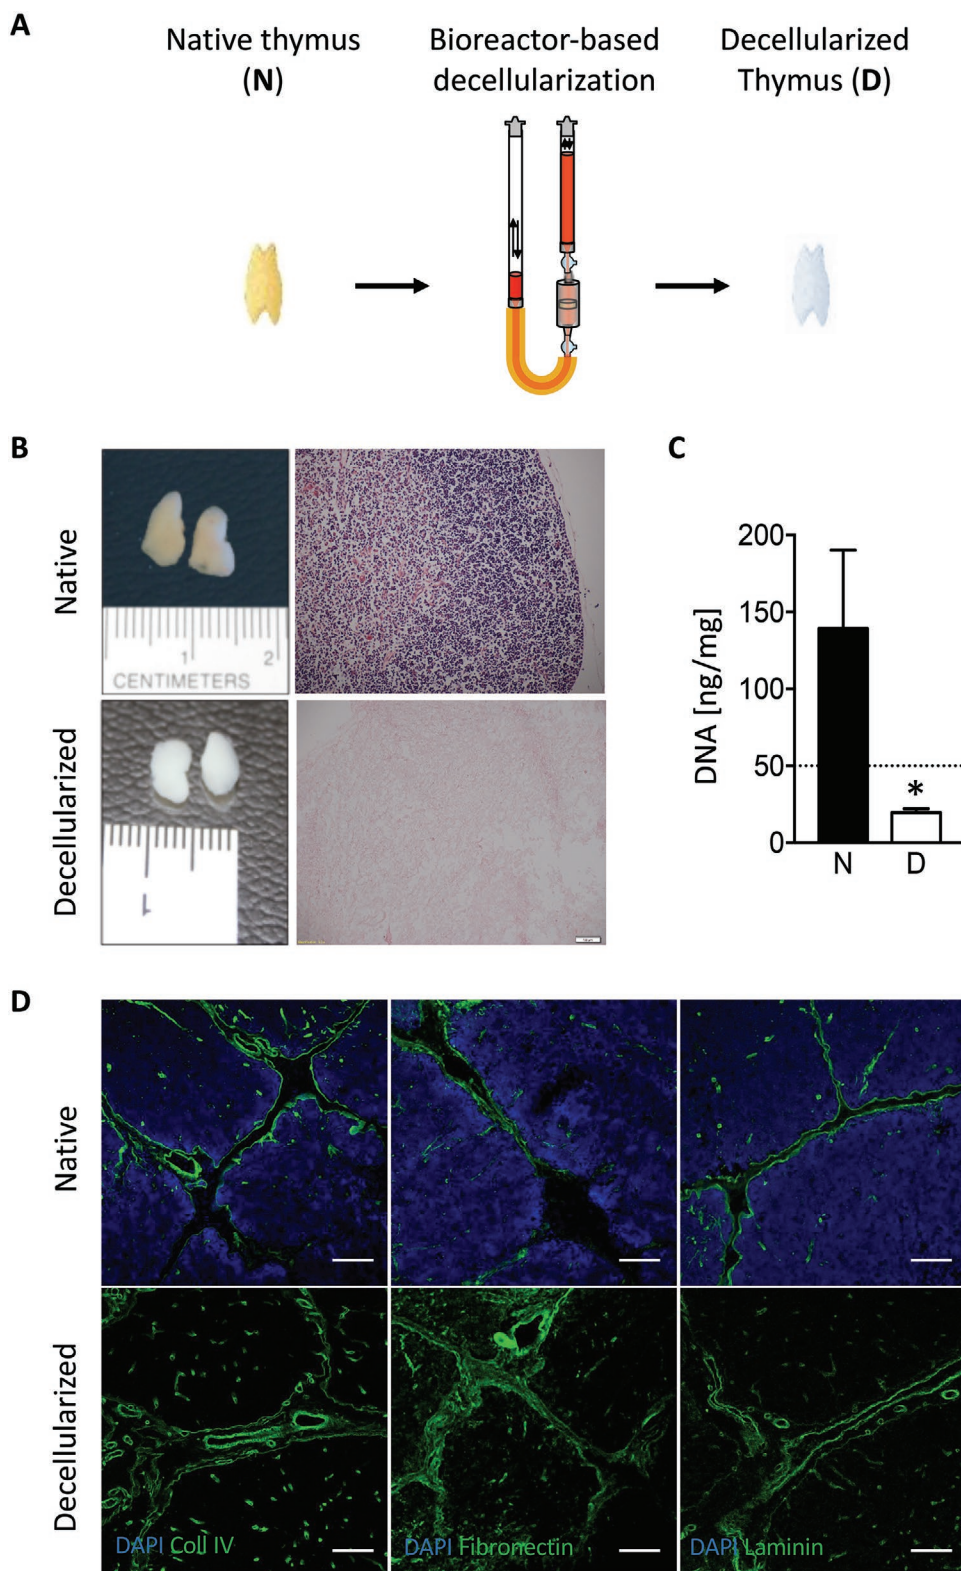 A
Native thymus
(N)
Bioreactor-based
decellularization
Decellularized
Thymus (D)
B
Native
1
2
CENTIMETERS
Decellularized
1
C
DNA [ng/mg]
200
150
100
50
0
*
N
D
D
Native
Decellularized
DAPI Coll IV
DAPI Fibronectin
DAPI Laminin